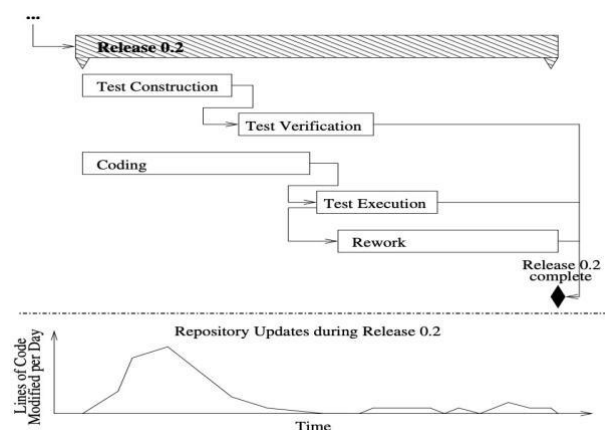 ...
Release 0.2
Test Construction
Test Verification
Coding
Test Execution
Rework
Release 0.2
complete
Repository Updates during Release 0.2
Lines of Code
Modified per Day
Time